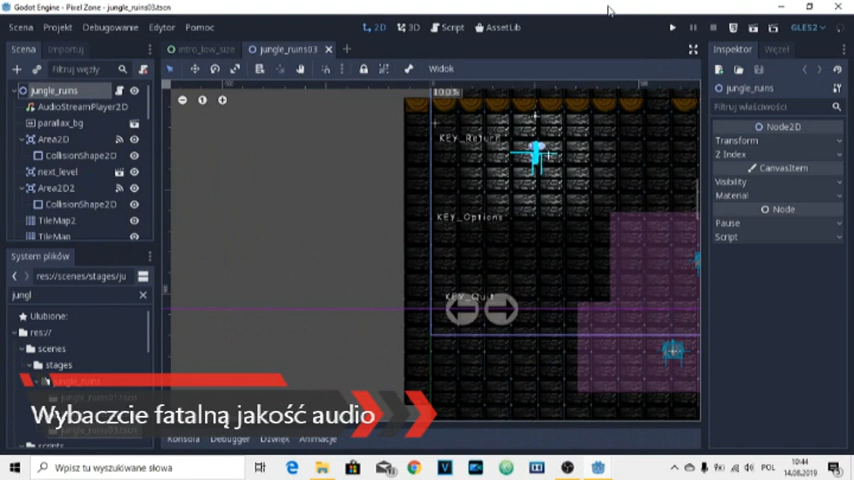 Godot Engine - Pixel Zone - jungle_ruins03.tscn
Scena Projekt Debugowanie Edytor Pomoc
2D 3D Script AssetLib
GLES2
Scena Importuj
intro_low_size jungle_ruins03
Inspektor Węzeł
Filtruj węzły
Widok
jungle_ruins
AudioStreamPlayer2D
parallax_bg
Area2D
CollisionShape2D
next_level
Area2D2
CollisionShape2D
TileMap2
TileMap
100%
KEY_Return
KEY_Options
KEY_Quit
jungle_ruins
Filtruj właściwości
Node2D
Transform
Z Index
CanvasItem
Visibility
Material
Node
Pause
Script
System plików
res://scenes/stages/ju
jungl
Ulubione:
res://
scenes
stages
jungle_ruins
scripts
Wybaczcie fatalną jakość audio
Konsola Debugger Dźwięk Animacje
Wpisz tu wyszukiwane słowa
POL
10:44
14.08.2019